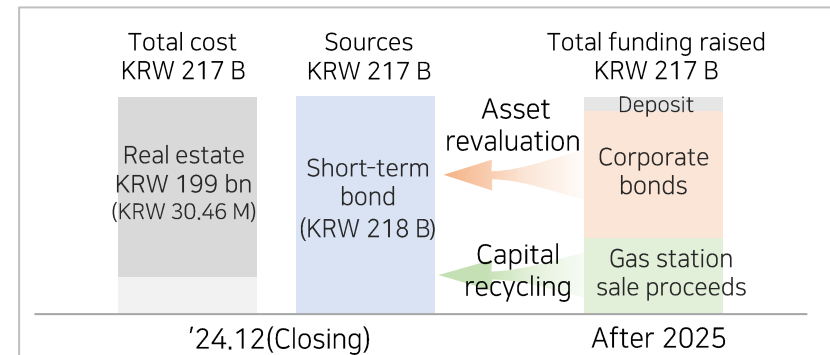 Total cost
KRW 217 B
Sources
KRW 217 B
Total funding raised
KRW 217 B
Real estate
KRW 199 bn
(KRW 30.46 M)
Short-term
bond
(KRW 218 B)
Asset
revaluation
Capital
recycling
Deposit
Corporate
bonds
Gas station
sale proceeds
'24.12(Closing)
After 2025